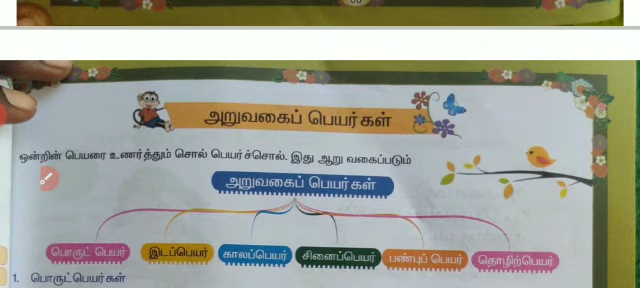 அறுவகைப் பெயர்கள்
ஒன்றின் பெயரை உணர்த்தும் சொல் பெயர்ச்சொல். இது ஆறு வகைப்படும்
அறுவகைப் பெயர்கள்
பொருட் பெயர் இடப்பெயர் காலப்பெயர் சினைப்பெயர் பண்புப் பெயர் தொழிற்பெயர்
1. பொருட்பெயர்கள்